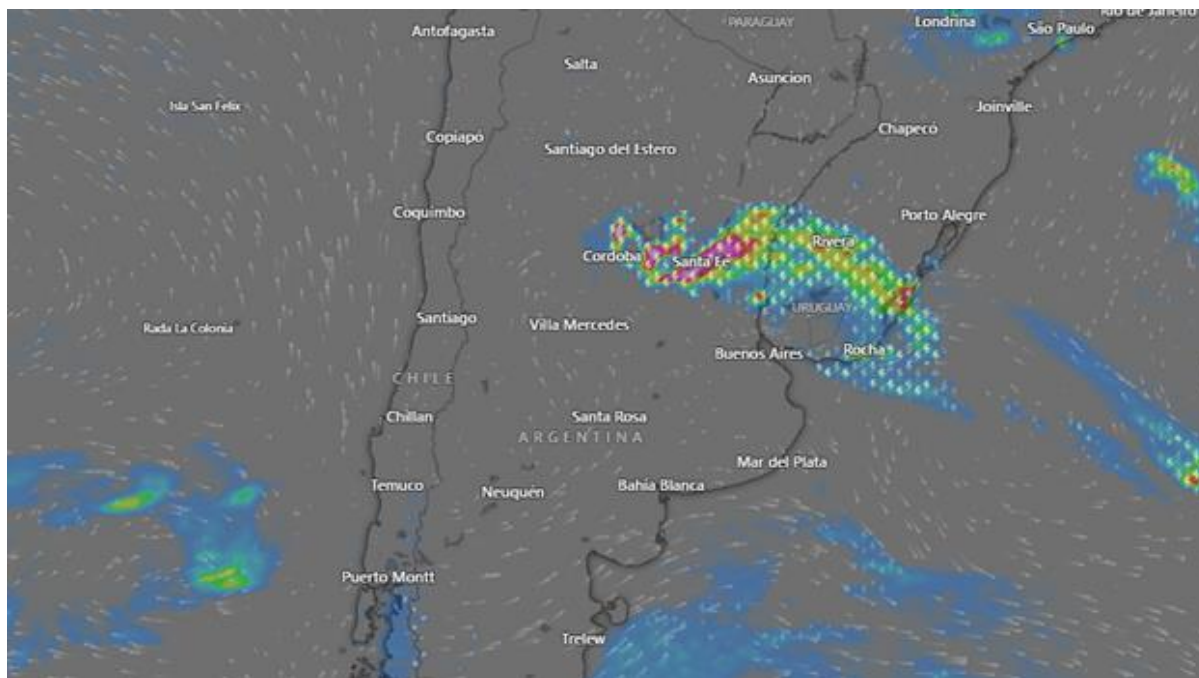 Rio de Janeiro
Londrina
PARAGUAY
São Paulo
Antofagasta
Salta
Asuncion
Isla San Felix
Joinville
Chapecó
Copiapó
Santiago del Estero
Coquimbo
Porto Alegre
Rivera
Cordoba
Santa Fe
URUGUAY
Santiago
Villa Mercedes
Rada La Colonia
Buenos Aires
Rocha
CHILE
Chillan
Santa Rosa
ARGENTINA
Mar del Plata
Temuco
Neuquén
Bahía Blanca
Puerto Montt
Trelew